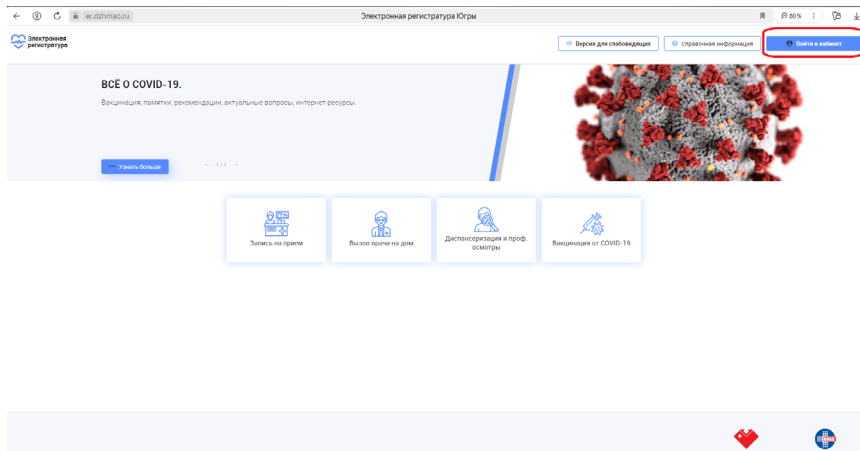 er.dzhmao.ru
Электронная регистратура Югры
80%
Электронная
регистратура
Версия для слабовидящих
Справочная информация
Войти в кабинет
ВСЁ О COVID-19.
Вакцинация, памятки, рекомендации, актуальные вопросы, интернет-ресурсы.
Узнать больше
1/1
Запись на прием
Вызов врача на дом
Диспансеризация и проф.
осмотры
Вакцинация от COVID-19